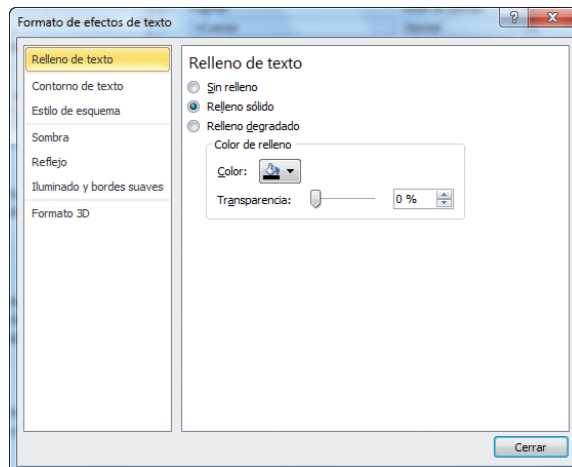 Formato de efectos de texto
Relleno de texto
Contorno de texto
Estilo de esquema
Sombra
Reflejo
Iluminado y bordes suaves
Formato 3D
Relleno de texto
Sin relleno
Relleno sólido
Relleno degradado
Color de relleno
Color:
Transparencia: 0 %
Cerrar